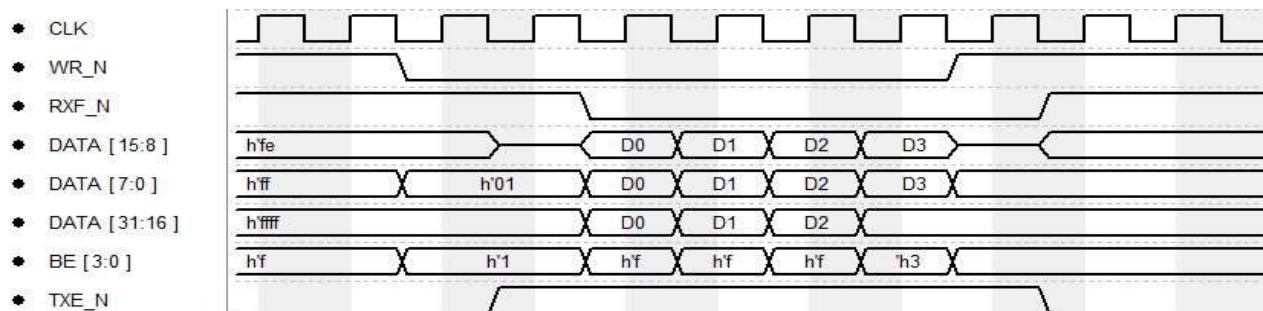 CLK
WR_N
RXF_N
DATA [15:8] h'fe D0 D1 D2 D3
DATA [7:0] h'ff h'01 D0 D1 D2 D3
DATA [31:16] h'ffff D0 D1 D2
BE [3:0] h'f h'1 h'f h'f h'f 'h3
TXE_N